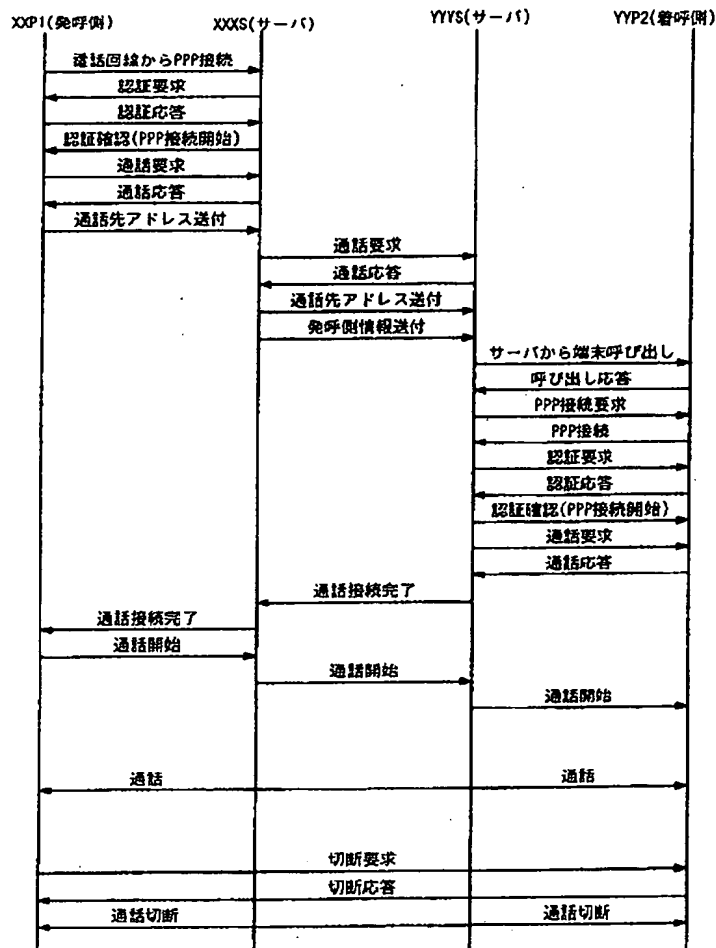 XXP1(発呼側)
XXXS(サーバ)
YYYS(サーバ)
YYP2(着呼側)
電話回線からPPP接続
認証要求
認証応答
認証確認(PPP接続開始)
通話要求
通話応答
通話先アドレス送付
通話要求
通話応答
通話先アドレス送付
発呼側情報送付
サーバから端末呼び出し
呼び出し応答
PPP接続要求
PPP接続
認証要求
認証応答
認証確認(PPP接続開始)
通話要求
通話応答
通話接続完了
通話接続完了
通話開始
通話開始
通話開始
通話
通話
切断要求
切断応答
通話切断
通話切断